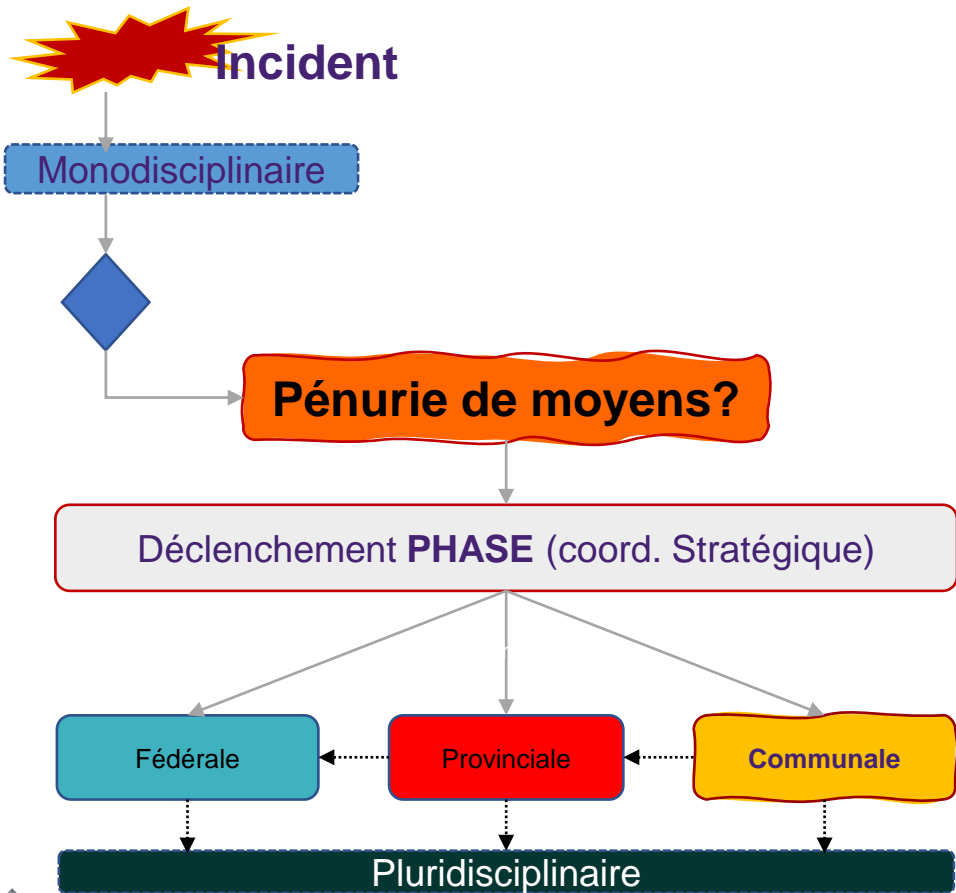 Incident
Monodisciplinaire
Pénurie de moyens?
Déclenchement PHASE (coord. Stratégique)
Fédérale
Provinciale
Communale
Pluridisciplinaire